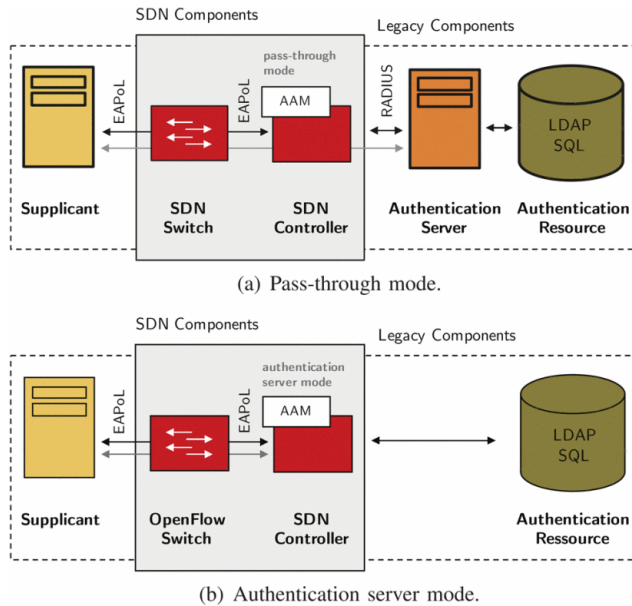 SDN Components
Legacy Components
pass-through
mode
EAPoL
EAPoL
AAM
RADIUS
LDAP
SQL
Supplicant
SDN
Switch
SDN
Controller
Authentication
Server
Authentication
Resource
(a) Pass-through mode.
SDN Components
Legacy Components
authentication
server mode
EAPoL
EAPoL
AAM
LDAP
SQL
Supplicant
OpenFlow
Switch
SDN
Controller
Authentication
Ressource
(b) Authentication server mode.